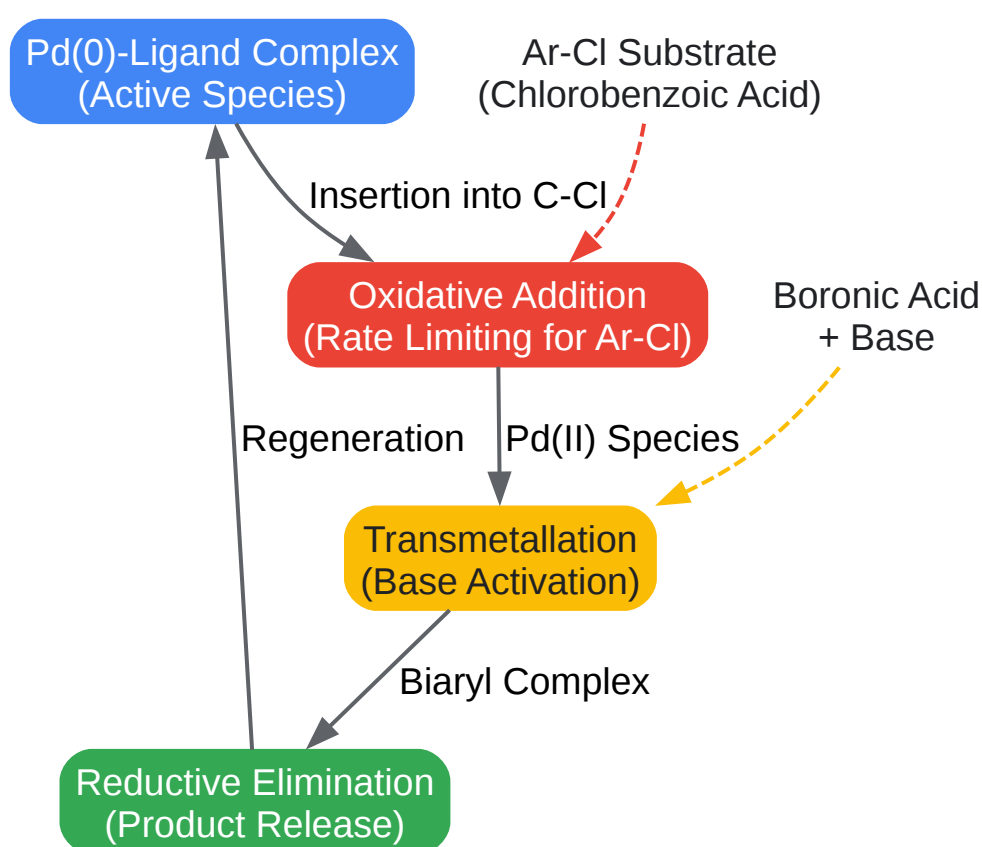 Pd(0)-Ligand Complex
(Active Species)
Ar-Cl Substrate
(Chlorobenzoic Acid)
Insertion into C-Cl
Oxidative Addition
(Rate Limiting for Ar-Cl)
Boronic Acid
+ Base
Regeneration
Pd(II) Species
Transmetallation
(Base Activation)
Biaryl Complex
Reductive Elimination
(Product Release)